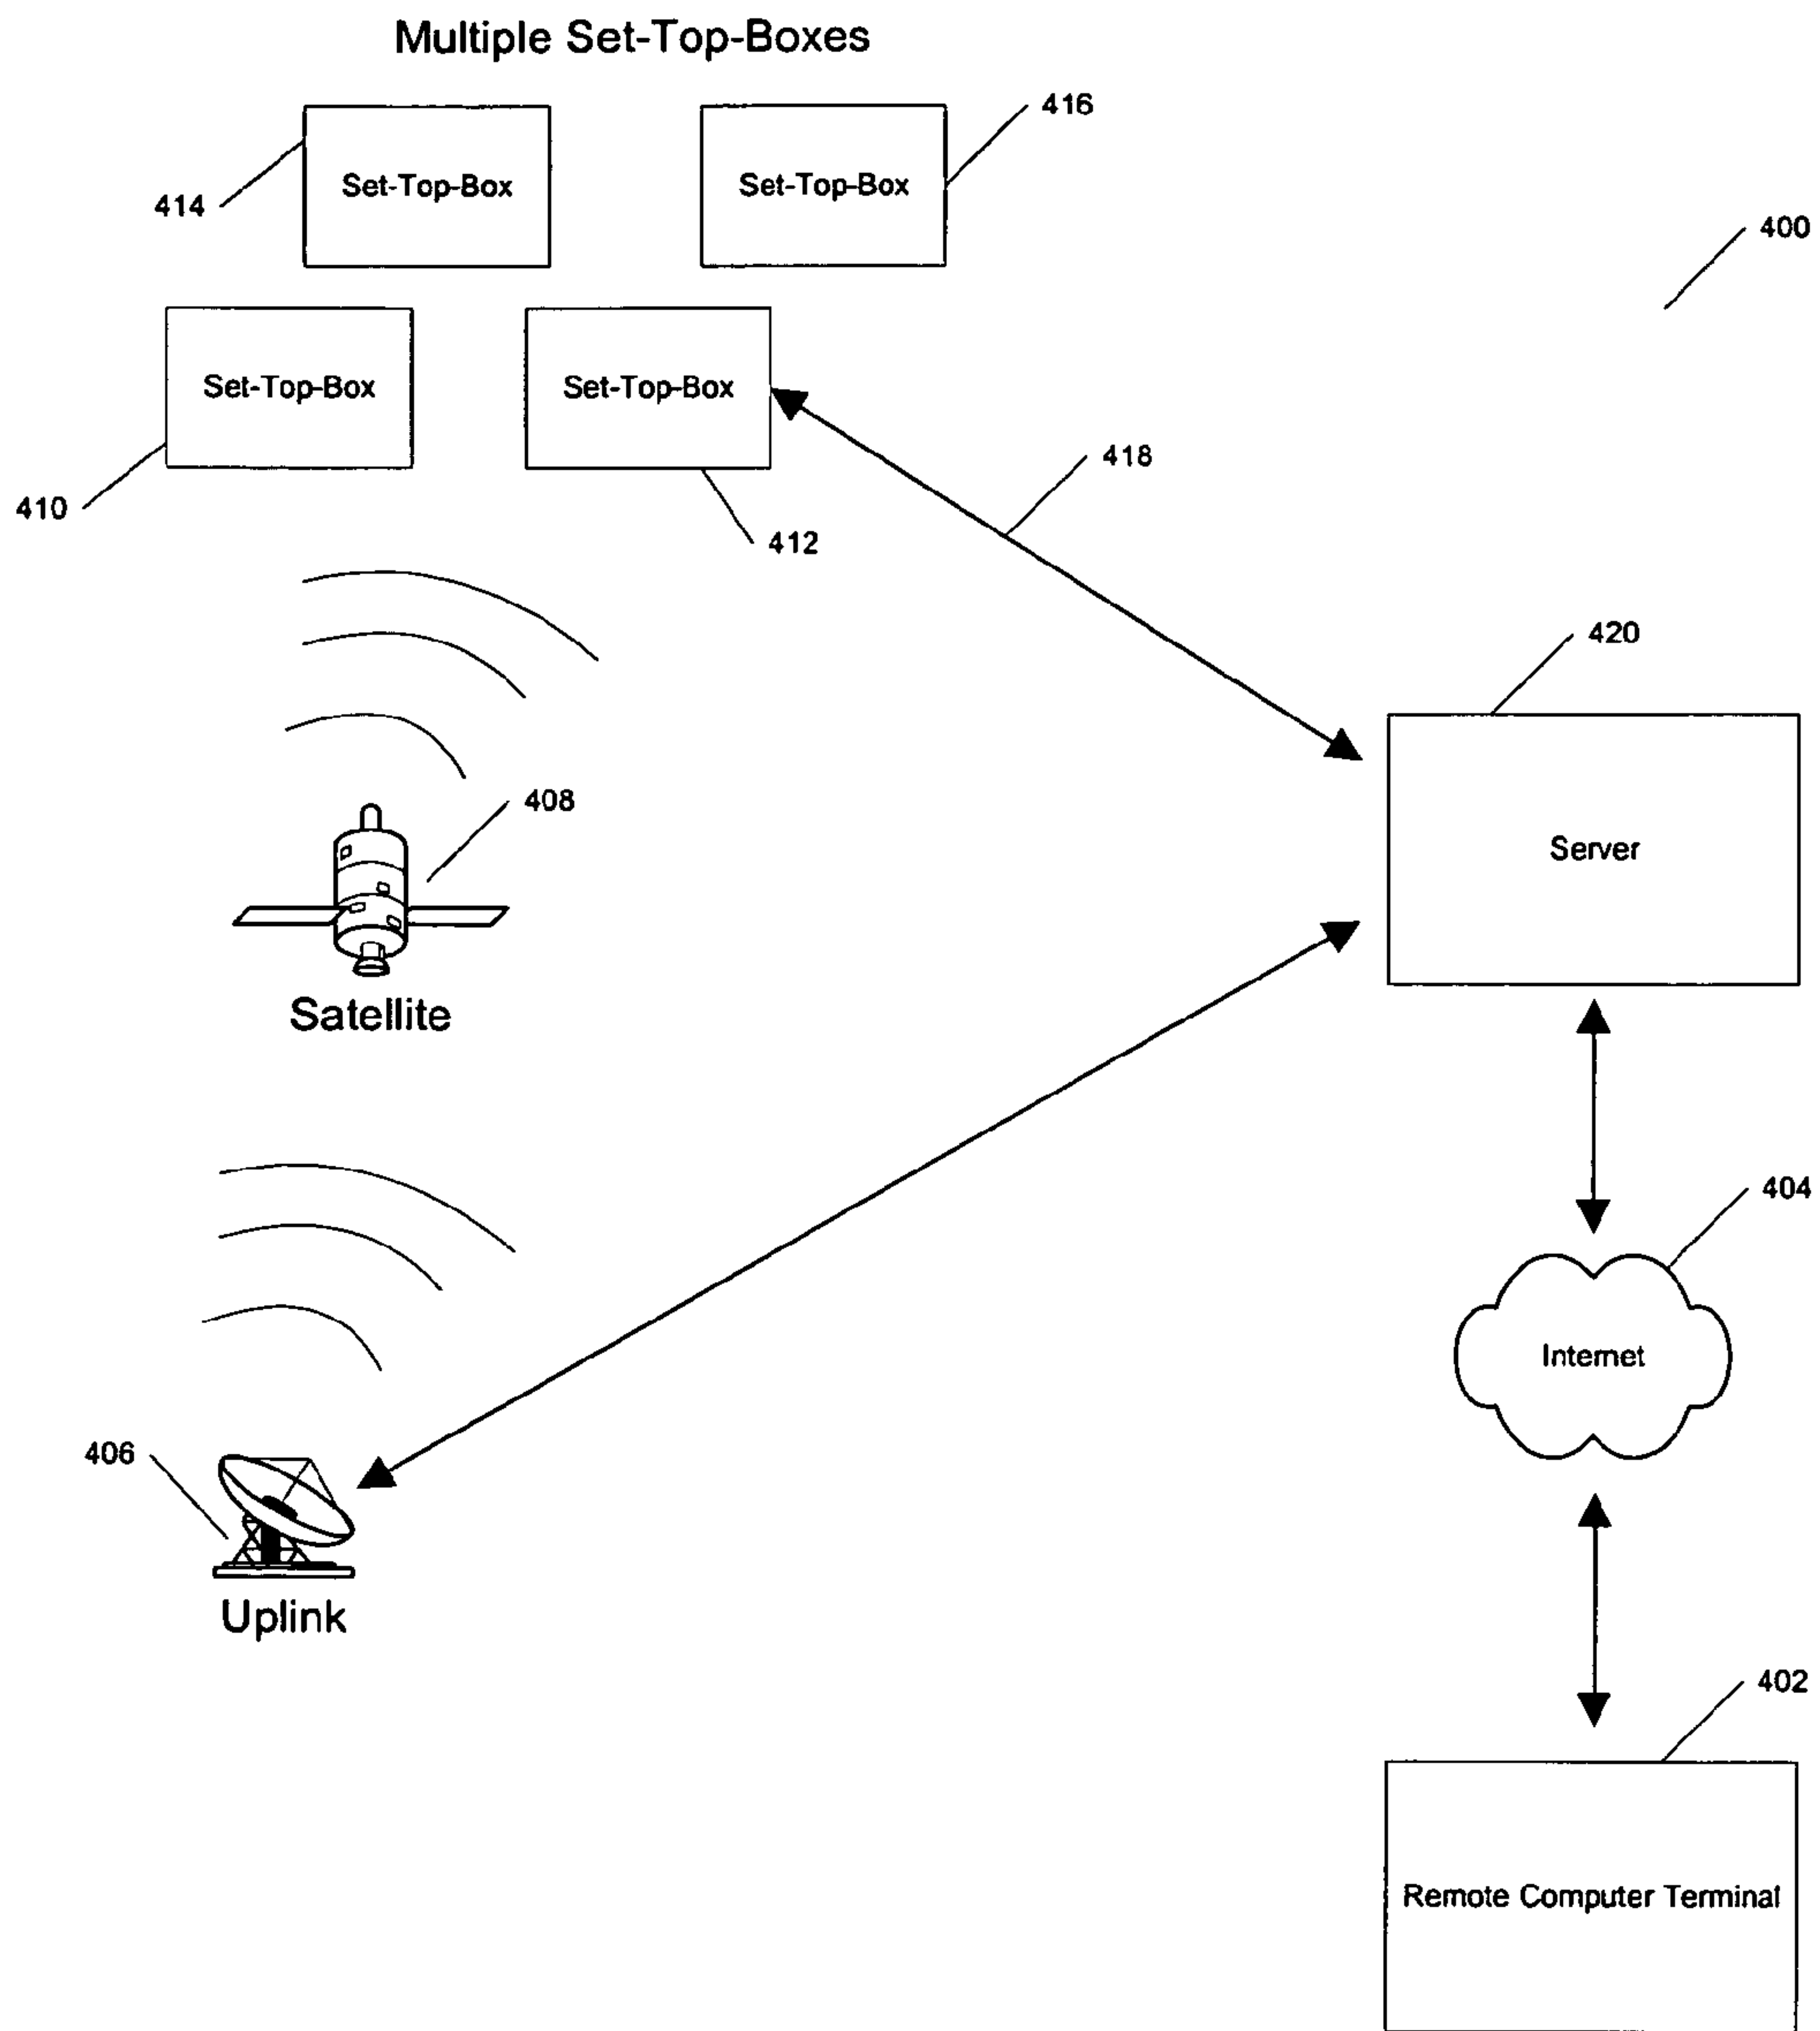 Multiple Set-Top-Boxes
416
Set-Top-Box
Set-Top-Box
414
400
Set-Top-Box
Set-Top-Box
418
410
412
420
408
Server
Satellite
404
Internet
406
Uplink
402
Remote Computer Terminal